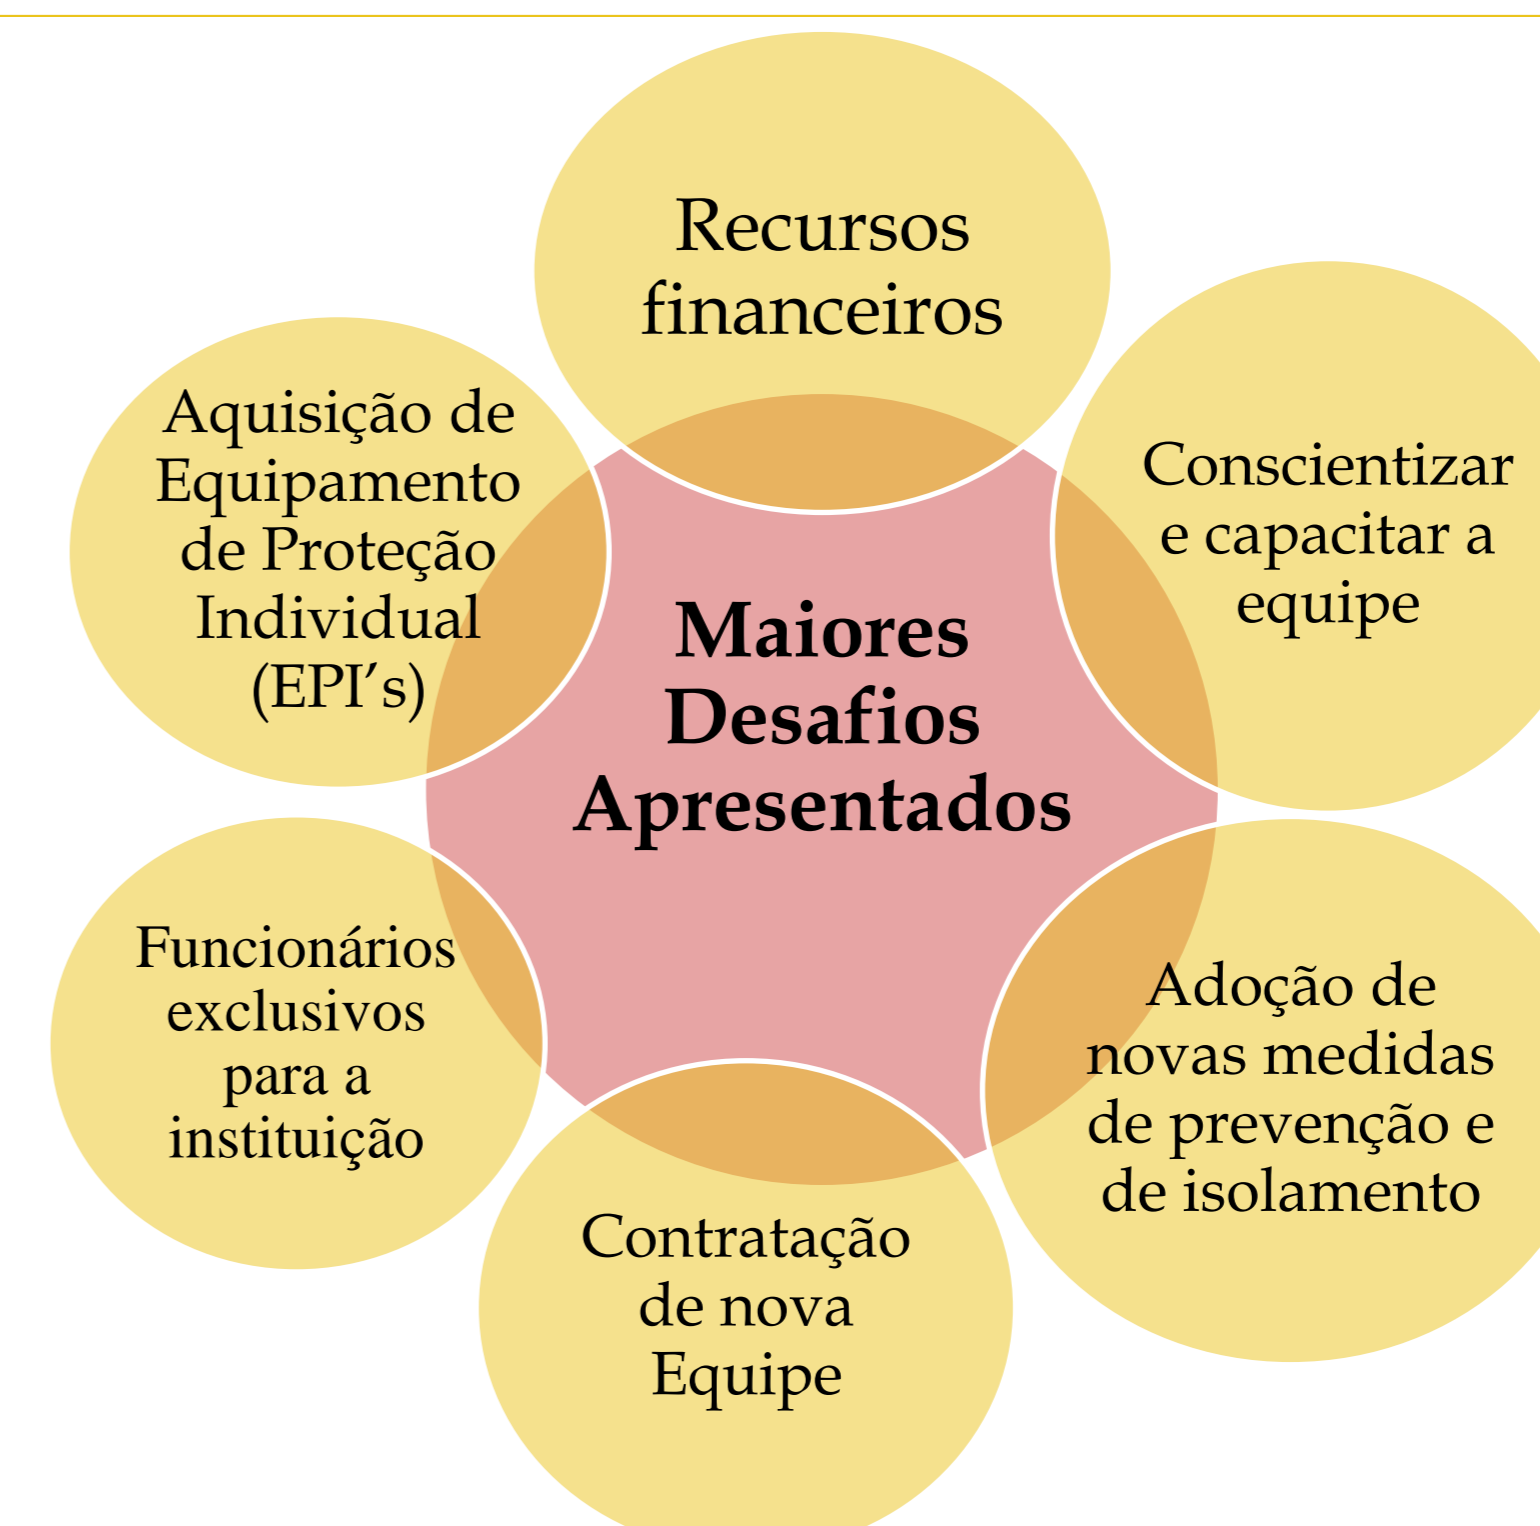 Recursos
financeiros
Conscientizar
e capacitar a
equipe
Adoção de
novas medidas
de prevenção e
de isolamento
Contratação
de nova
Equipe
Funcionários
exclusivos
para a
instituição
Aquisição de
Equipamento
de Proteção
Individual
(EPI’s)
Maiores
Desafios
Apresentados